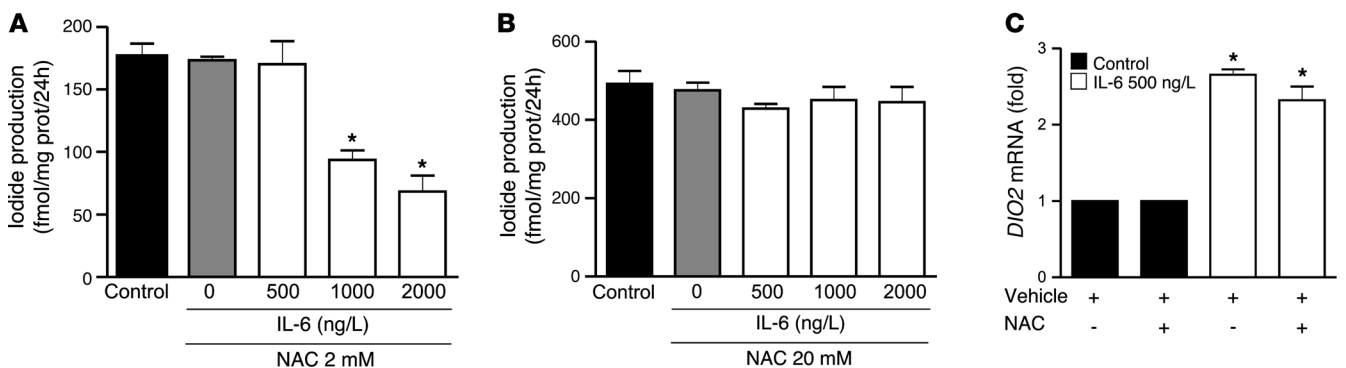 A
Iodide production
(fmol/mg prot/24h)
200
150
100
50
0
*
*
Control
0
500
1000
2000
IL-6 (ng/L)
NAC 2 mM
B
Iodide production
(fmol/mg prot/24h)
600
400
200
0
Control
0
500
1000
2000
IL-6 (ng/L)
NAC 20 mM
C
DIO2 mRNA (fold)
3
2
1
0
Control
IL-6 500 ng/L
*
*
Vehicle + + + +
NAC - + - +